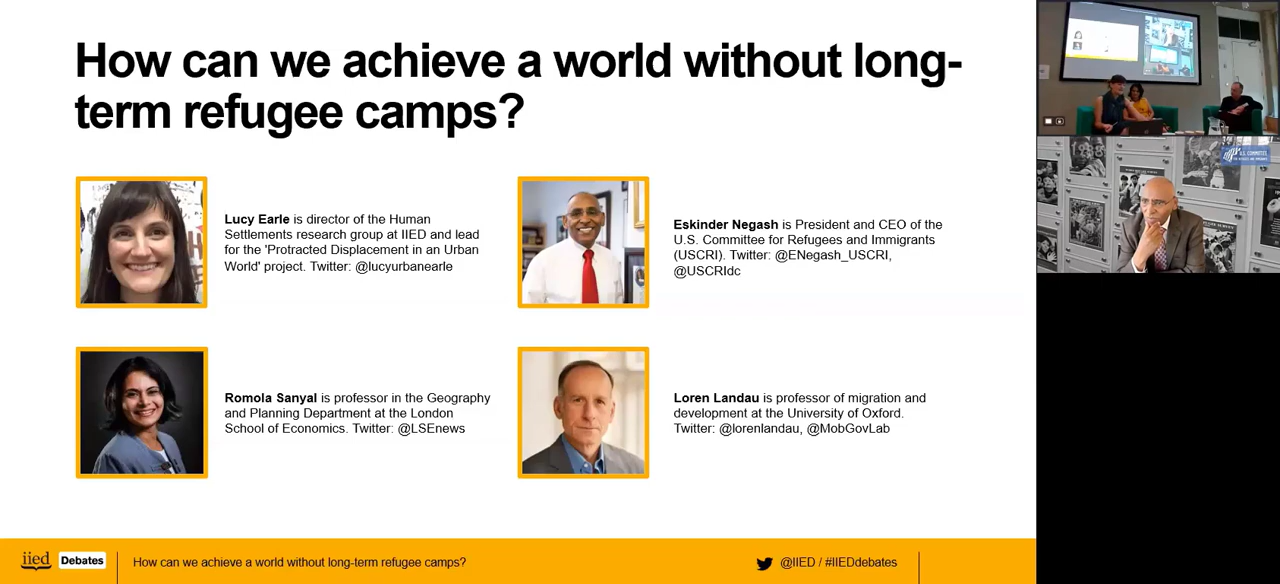 How can we achieve a world without long-
term refugee camps?
Lucy Earle is director of the Human
Settlements research group at IIED and lead
for the 'Protracted Displacement in an Urban
World' project. Twitter: @lucyurbanearle
Eskinder Negash is President and CEO of the
U.S. Committee for Refugees and Immigrants
(USCRI). Twitter: @ENegash_USCRI,
@USCRIdc
Romola Sanyal is professor in the Geography
and Planning Department at the London
School of Economics. Twitter: @LSEnews
Loren Landau is professor of migration and
development at the University of Oxford.
Twitter: @lorenlandau, @MobGovLab
iied Debates
How can we achieve a world without long-term refugee camps?
@IIED / #IIEDdebates
U.S. COMMITTEE
1988